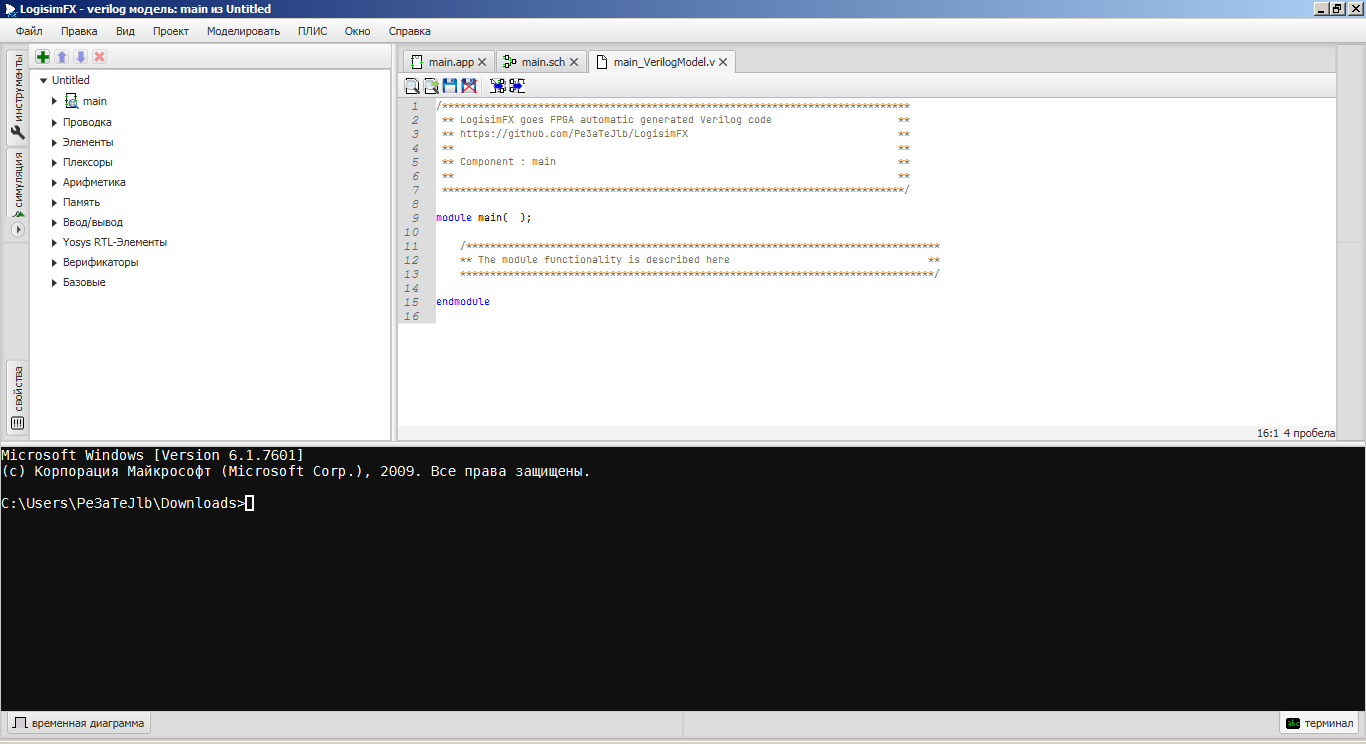 LogisimFX - verilog модель: main из Untitled
Файл Правка Вид Проект Моделировать ПЛИС Окно Справка
инструменты
симуляция
свойства
Untitled
main
Проводка
Элементы
Плексоры
Арифметика
Память
Ввод/вывод
Yosys RTL-Элементы
Верификаторы
Базовые
main.app main.sch main_VerilogModel.v
1 /******************************************************************************
2 ** LogisimFX goes FPGA automatic generated Verilog code **
3 ** https://github.com/Pe3aTeJlb/LogisimFX **
4 ** **
5 ** Component : main **
6 ** **
7 *****************************************************************************/
8
9 module main( );
10
11 /*******************************************************************************
12 ** The module functionality is described here **
13 *******************************************************************************/
14
15 endmodule
16
16:1 4 пробела
Microsoft Windows [Version 6.1.7601]
(c) Корпорация Майкрософт (Microsoft Corp.), 2009. Все права защищены.
C:\Users\Pe3aTeJlb\Downloads>
временная диаграмма
abc терминал